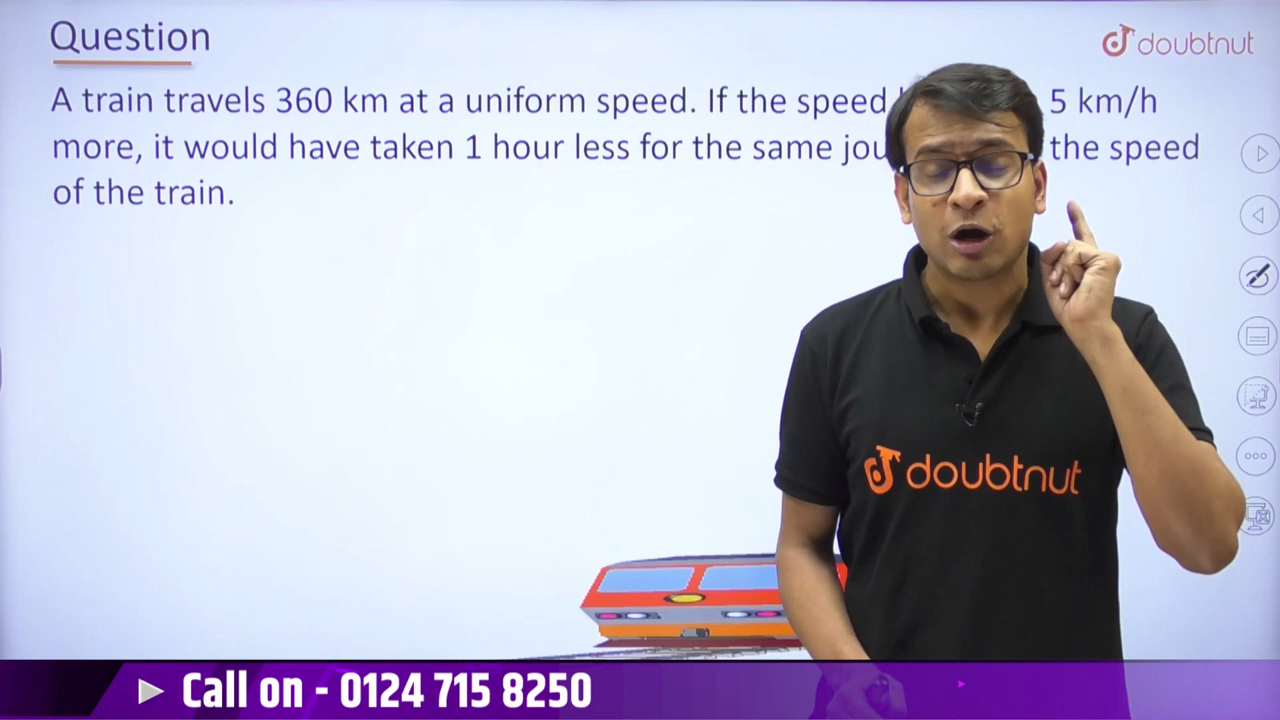 Question
doubtnut
A train travels 360 km at a uniform speed. If the speed 5 km/h
more, it would have taken 1 hour less for the same the speed
of the train.
doubtnut
Call on - 0124 715 8250